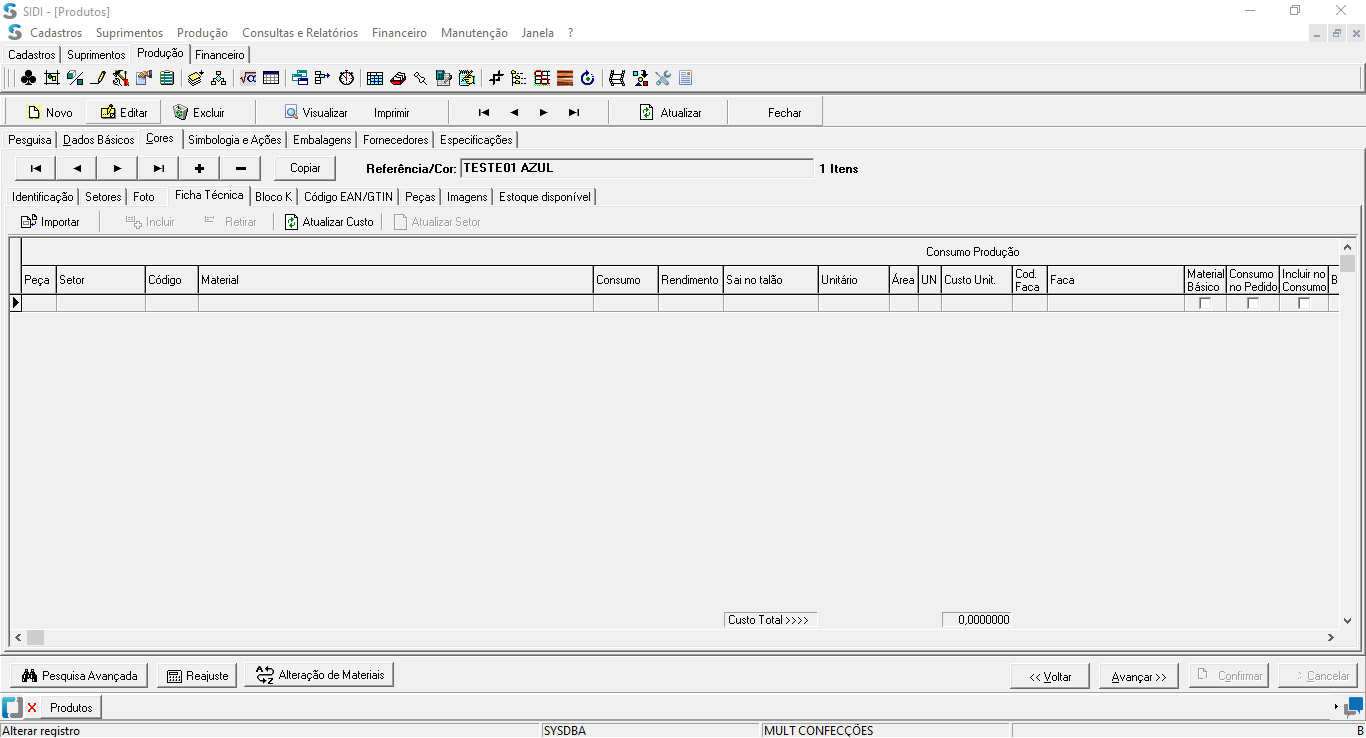 SIDI - [Produtos]
Cadastros Suprimentos Produção Consultas e Relatórios Financeiro Manutenção Janela ?
Cadastros Suprimentos Produção Financeiro
Novo Editar Excluir Visualizar Imprimir Atualizar Fechar
Pesquisa Dados Básicos Cores Simbologia e Ações Embalagens Fornecedores Especificações
Copiar Referência/Cor: TESTE01 AZUL 1 Itens
Identificação Setores Foto Ficha Técnica Bloco K Código EAN/GTIN Peças Imagens Estoque disponível
Importar Incluir Retirar Atualizar Custo Atualizar Setor
Consumo Produção
Peça Setor Código Material Consumo Rendimento Sai no talão Unitário Área UN Custo Unit. Cod. Faca Faca Material Básico Consumo no Pedido Incluir no Consumo B
Custo Total >>>> 0,0000000
Pesquisa Avançada Reajuste Alteração de Materiais << Voltar Avançar >> Confirmar Cancelar
Produtos
Alterar registro SYSDBA MULT CONFECÇÕES B